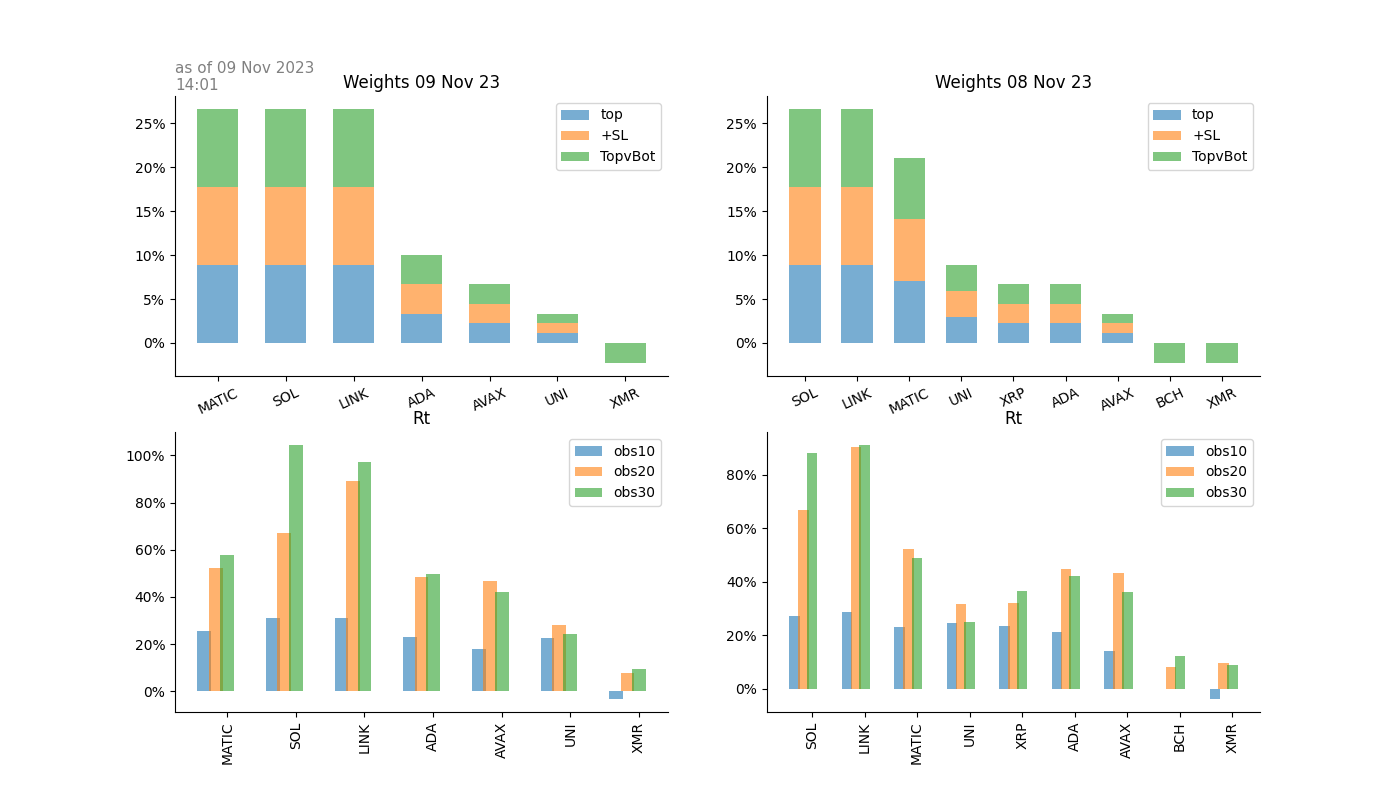 as of 09 Nov 2023
14:01
Weights 09 Nov 23
25%
20%
15%
10%
5%
0%
top
+SL
TopvBot
MATIC
SOL
LINK
ADA
AVAX
UNI
XMR
Weights 08 Nov 23
25%
20%
15%
10%
5%
0%
top
+SL
TopvBot
SOL
LINK
MATIC
UNI
XRP
ADA
AVAX
BCH
XMR
Rt
100%
80%
60%
40%
20%
0%
obs10
obs20
obs30
MATIC
SOL
LINK
ADA
AVAX
UNI
XMR
Rt
80%
60%
40%
20%
0%
obs10
obs20
obs30
SOL
LINK
MATIC
UNI
XRP
ADA
AVAX
BCH
XMR